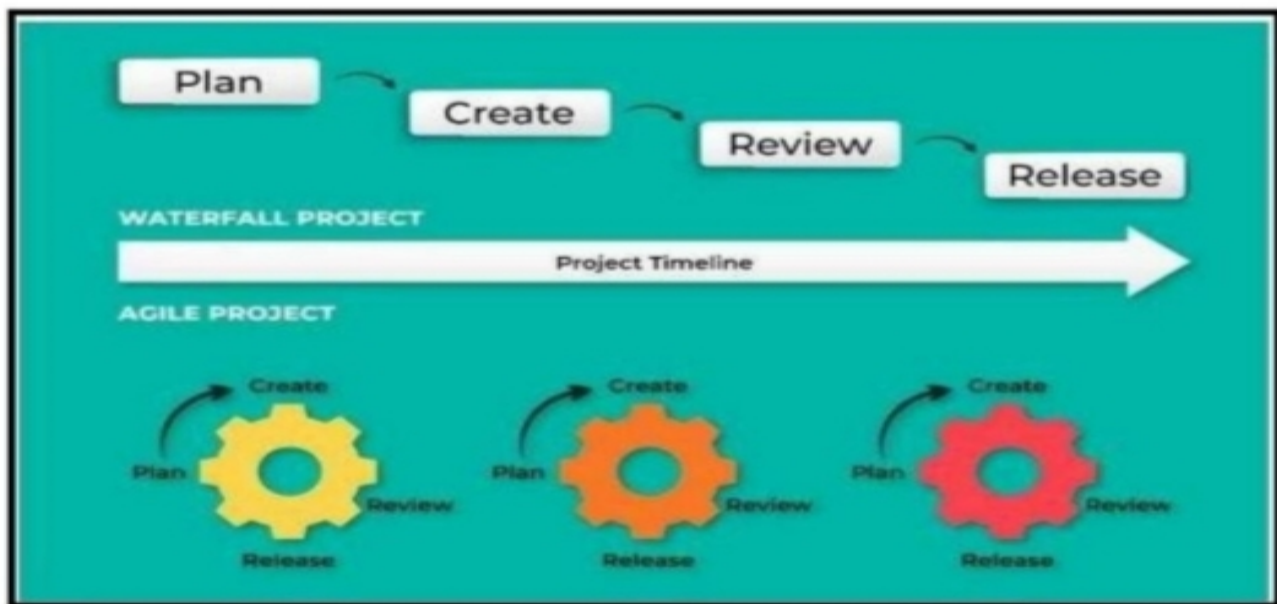 Plan
Create
Review
Release
WATERFALL PROJECT
Project Timeline
AGILE PROJECT
Create
Plan
Review
Release
Create
Plan
Review
Release
Create
Plan
Review
Release